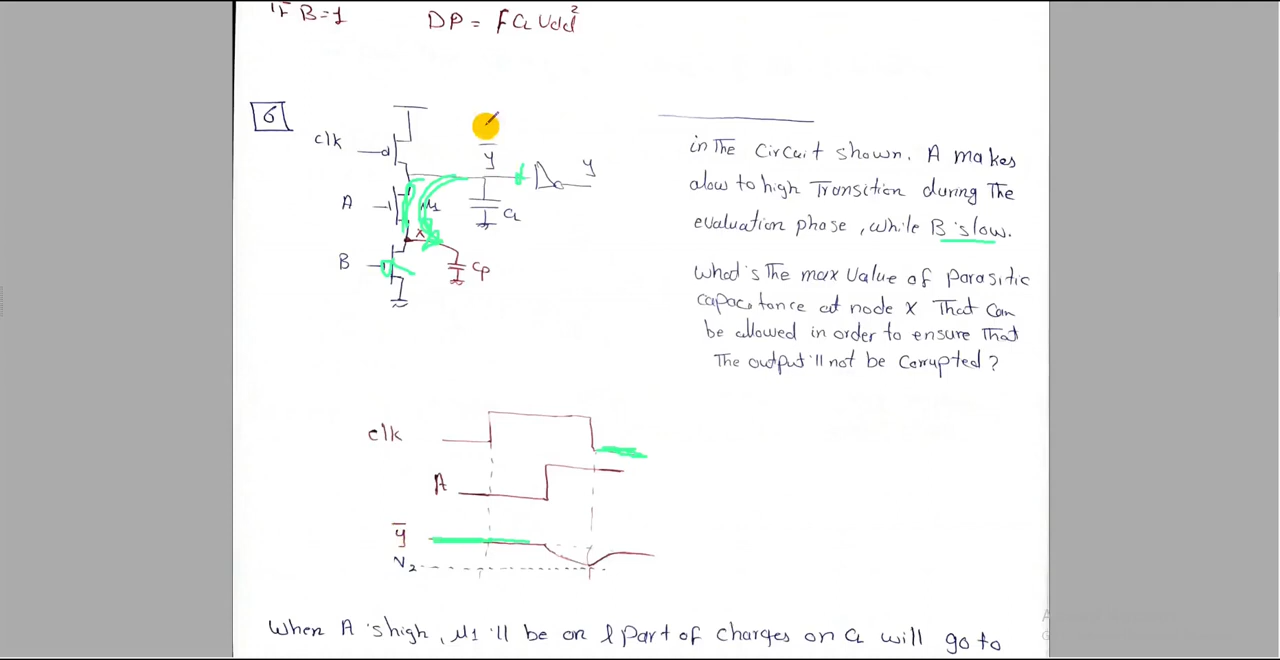 if B=1 DP = f CL Vdd²
6
clk
ȳ
y
A
M1
CL
x
B
Cp
in The Circuit shown. A makes
alow to high Transition during The
evaluation phase, while B is low.
What's The max value of Parasitic
capacitance at node X That can
be allowed in order to ensure That
The output'll not be Corrupted?
clk
A
ȳ
V2
When A is high, M1'll be on & Part of charges on CL will go to